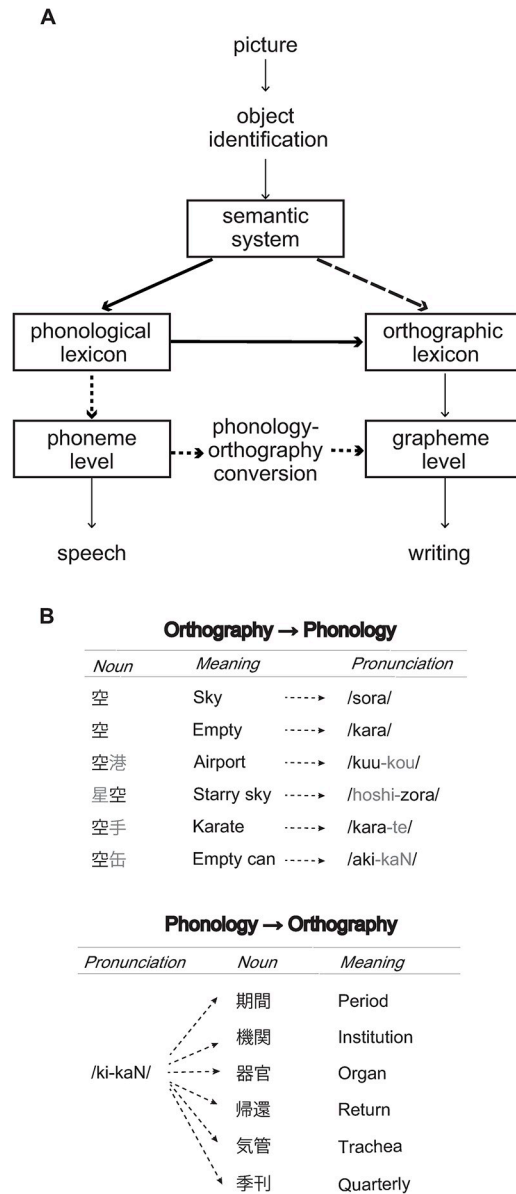 A
picture
object
identification
semantic
system
phonological
lexicon
orthographic
lexicon
phoneme
level
phonology-
orthography
conversion
grapheme
level
speech
writing
B
Orthography → Phonology
Noun Meaning Pronunciation
空 Sky /sora/
空 Empty /kara/
空港 Airport /kuu-kou/
星空 Starry sky /hoshi-zora/
空手 Karate /kara-te/
空缶 Empty can /aki-kaN/
Phonology → Orthography
Pronunciation Noun Meaning
期間 Period
機関 Institution
/ki-kaN/ 器官 Organ
帰還 Return
気管 Trachea
季刊 Quarterly